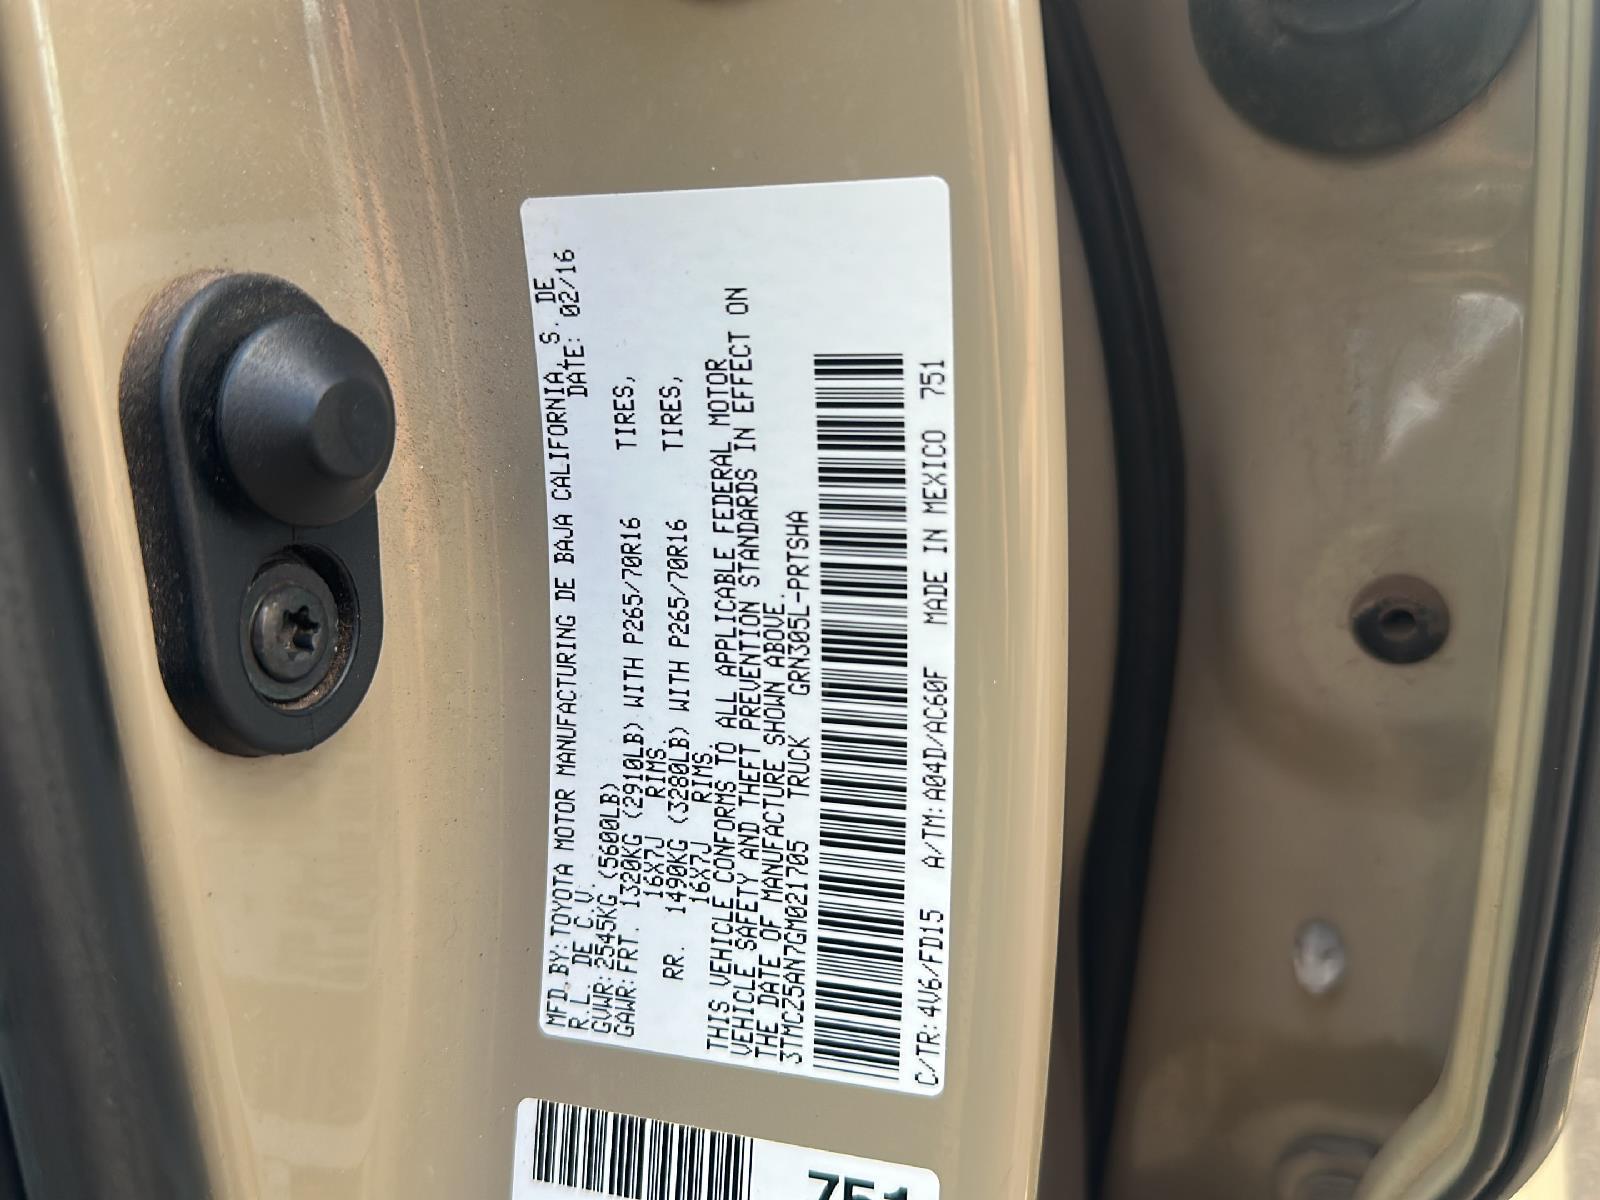 MFD.BY:TOYOTA MOTOR MANUFACTURING DE BAJA CALIFORNIA, S. DE
R.L. DE C.V. DATE: 02/16
GVWR:2545KG (5600LB)
GAWR:FRT. 1320KG (2910LB) WITH P265/70R16 TIRES,
16X7J RIMS
RR. 1490KG (3280LB) WITH P265/70R16 TIRES,
16X7J RIMS.
THIS VEHICLE CONFORMS TO ALL APPLICABLE FEDERAL MOTOR
VEHICLE SAFETY AND THEFT PREVENTION STANDARDS IN EFFECT ON
THE DATE OF MANUFACTURE SHOWN ABOVE.
3TMCZ5AN7GM021705 TRUCK GRN305L-PRTSHA
C/TR:4V6/FD15 A/TM:A04D/AC60F MADE IN MEXICO 751
751